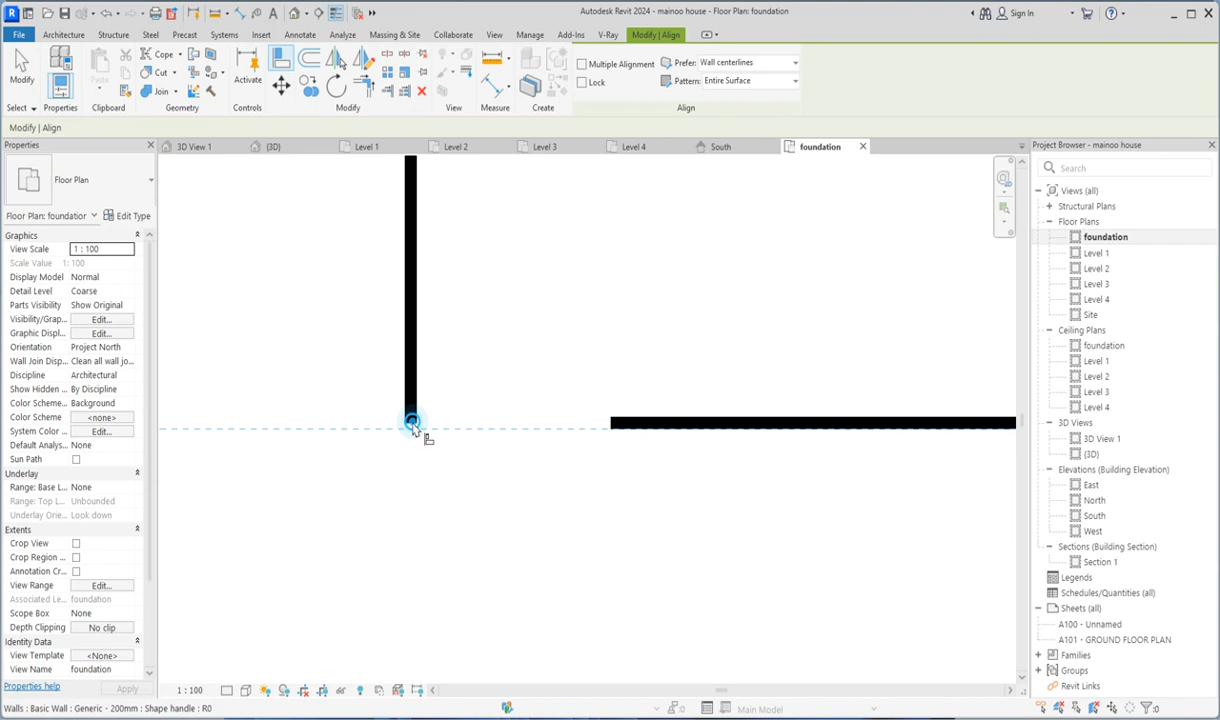 Autodesk Revit 2024 - mainoo house - Floor Plan: foundation
Sign In
File Architecture Structure Steel Precast Systems Insert Annotate Analyze Massing & Site Collaborate View Manage Add-Ins V-Ray Modify | Align
Modify
Paste
Cope
Cut
Join
Activate
Multiple Alignment
Lock
Prefer: Wall centerlines
Pattern: Entire Surface
Select Properties Clipboard Geometry Controls Modify View Measure Create Align
Modify | Align
Properties
3D View 1 {3D} Level 1 Level 2 Level 3 Level 4 South foundation
Floor Plan
Floor Plan: foundation Edit Type
Graphics
View Scale 1 : 100
Scale Value 1: 100
Display Model Normal
Detail Level Coarse
Parts Visibility Show Original
Visibility/Grap... Edit...
Graphic Displ... Edit...
Orientation Project North
Wall Join Disp... Clean all wall jo...
Discipline Architectural
Show Hidden ... By Discipline
Color Scheme... Background
Color Scheme <none>
System Color ... Edit...
Default Analys... None
Sun Path
Underlay
Range: Base L... None
Range: Top L... Unbounded
Underlay Orie... Look down
Extents
Crop View
Crop Region ...
Annotation Cr...
View Range Edit...
Associated Le... foundation
Scope Box None
Depth Clipping No clip
Identity Data
View Template <None>
View Name foundation
Properties help
Apply
Project Browser - mainoo house
Search
Views (all)
Structural Plans
Floor Plans
foundation
Level 1
Level 2
Level 3
Level 4
Site
Ceiling Plans
foundation
Level 1
Level 2
Level 3
Level 4
3D Views
3D View 1
{3D}
Elevations (Building Elevation)
East
North
South
West
Sections (Building Section)
Section 1
Legends
Schedules/Quantities (all)
Sheets (all)
A100 - Unnamed
A101 - GROUND FLOOR PLAN
Families
Groups
Revit Links
1 : 100
Walls : Basic Wall : Generic - 200mm : Shape handle : R0
:0
Main Model
:0